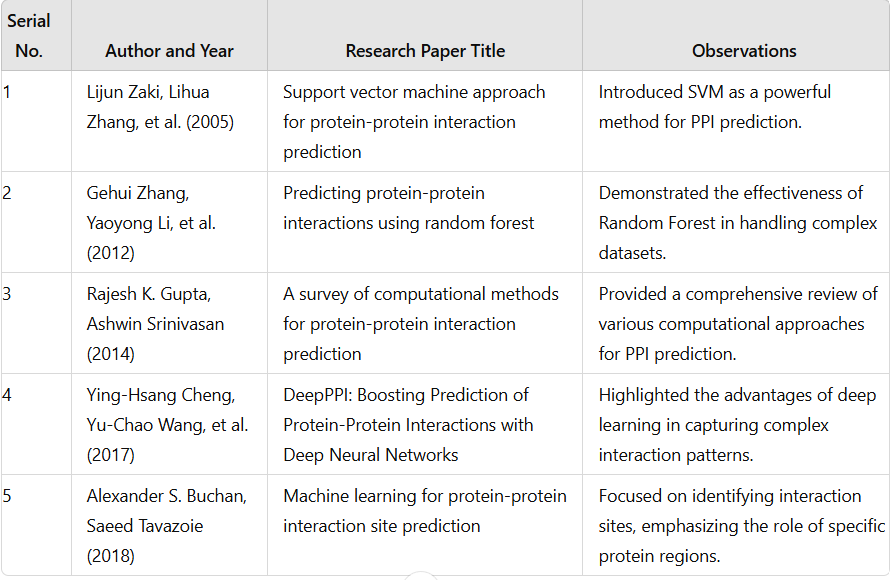 Serial
No.
Author and Year
Research Paper Title
Observations
1
Lijun Zaki, Lihua
Zhang, et al. (2005)
Support vector machine approach
for protein-protein interaction
prediction
Introduced SVM as a powerful
method for PPI prediction.
2
Gehui Zhang,
Yaoyong Li, et al.
(2012)
Predicting protein-protein
interactions using random forest
Demonstrated the effectiveness of
Random Forest in handling complex
datasets.
3
Rajesh K. Gupta,
Ashwin Srinivasan
(2014)
A survey of computational methods
for protein-protein interaction
prediction
Provided a comprehensive review of
various computational approaches
for PPI prediction.
4
Ying-Hsang Cheng,
Yu-Chao Wang, et al.
(2017)
DeepPPI: Boosting Prediction of
Protein-Protein Interactions with
Deep Neural Networks
Highlighted the advantages of deep
learning in capturing complex
interaction patterns.
5
Alexander S. Buchan,
Saeed Tavazoie
(2018)
Machine learning for protein-protein
interaction site prediction
Focused on identifying interaction
sites, emphasizing the role of specific
protein regions.